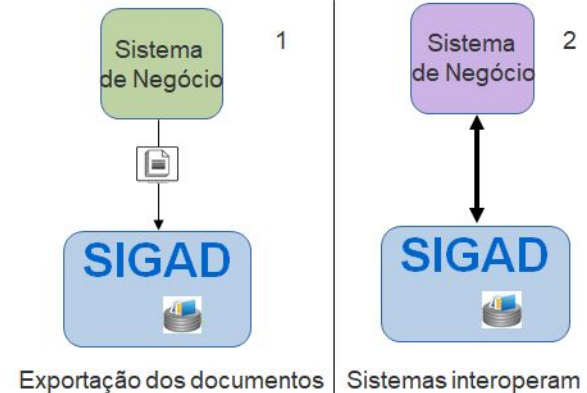 Sistema
de Negócio
1
SIGAD
Exportação dos documentos
Sistema
de Negócio
2
SIGAD
Sistemas interoperam